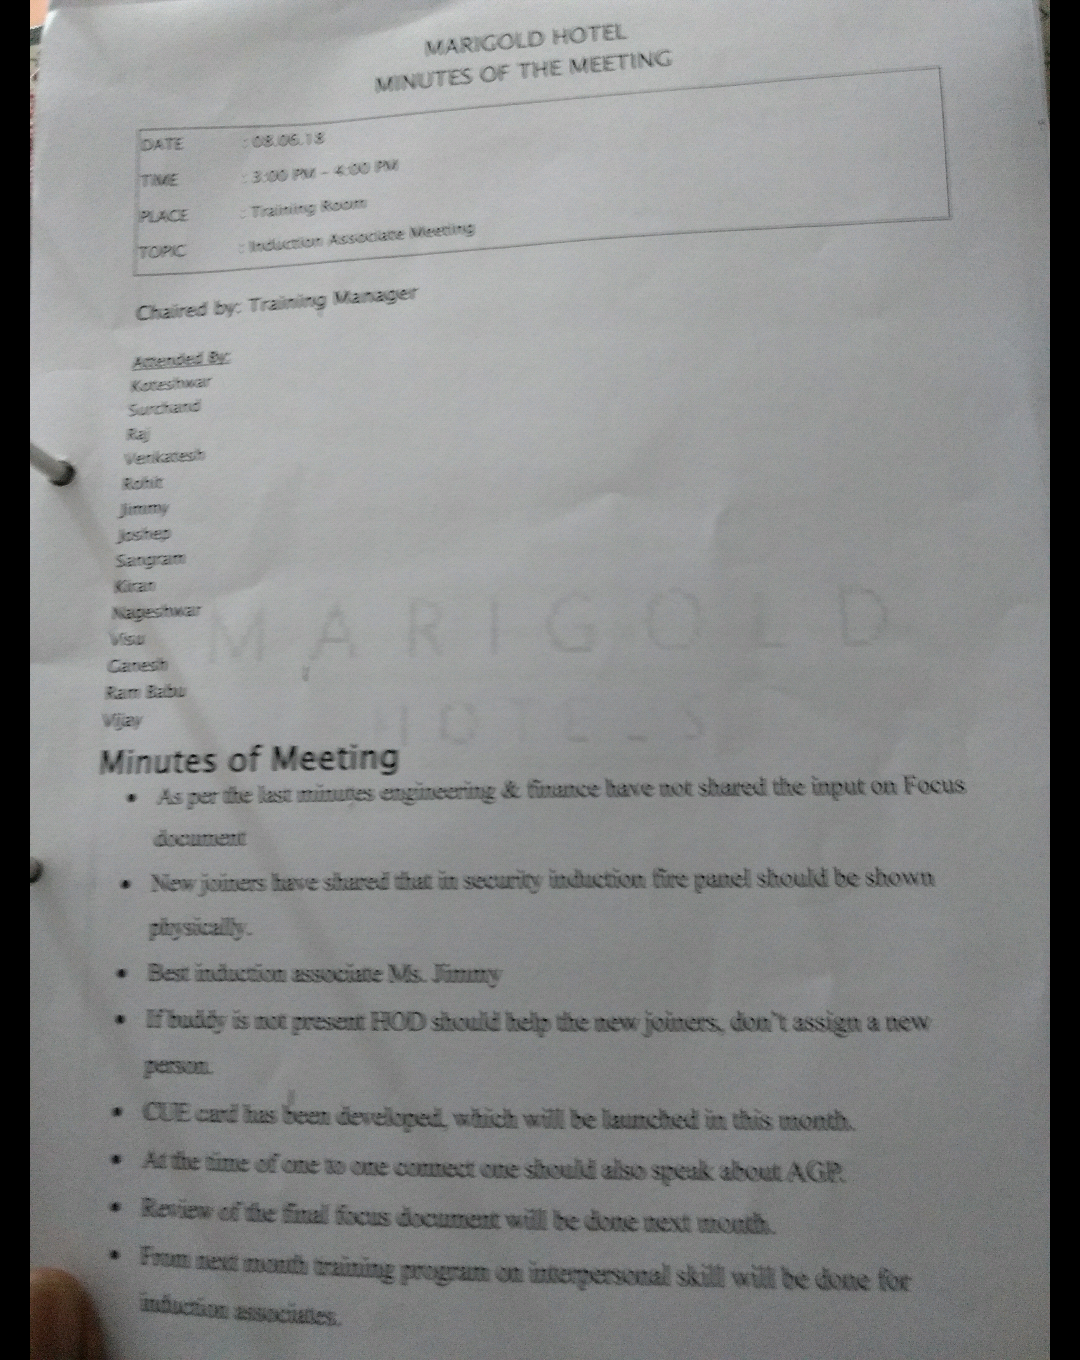 MARIGOLD HOTEL
MINUTES OF THE MEETING
DATE : 08.06.18
TIME : 3:00 PM – 4:00 PM
PLACE : Training Room
TOPIC : Induction Associate Meeting
Chaired by: Training Manager
Attended By:
Koteshwar
Surchand
Raj
Venkatesh
Rohit
Jimmy
Joshep
Sangram
Kiran
Nageshwar
Visu
Ganesh
Ram Babu
Vijay
MARIGOLD
HOTELS
Minutes of Meeting
• As per the last minutes engineering & finance have not shared the input on Focus
document
• New joiners have shared that in security induction fire panel should be shown
physically.
• Best induction associate Ms. Jimmy
• If buddy is not present HOD should help the new joiners, don't assign a new
person.
• CUE card has been developed, which will be launched in this month.
• At the time of one to one connect one should also speak about AGP.
• Review of the final focus document will be done next month.
• From next month training program on interpersonal skill will be done for
induction associates.